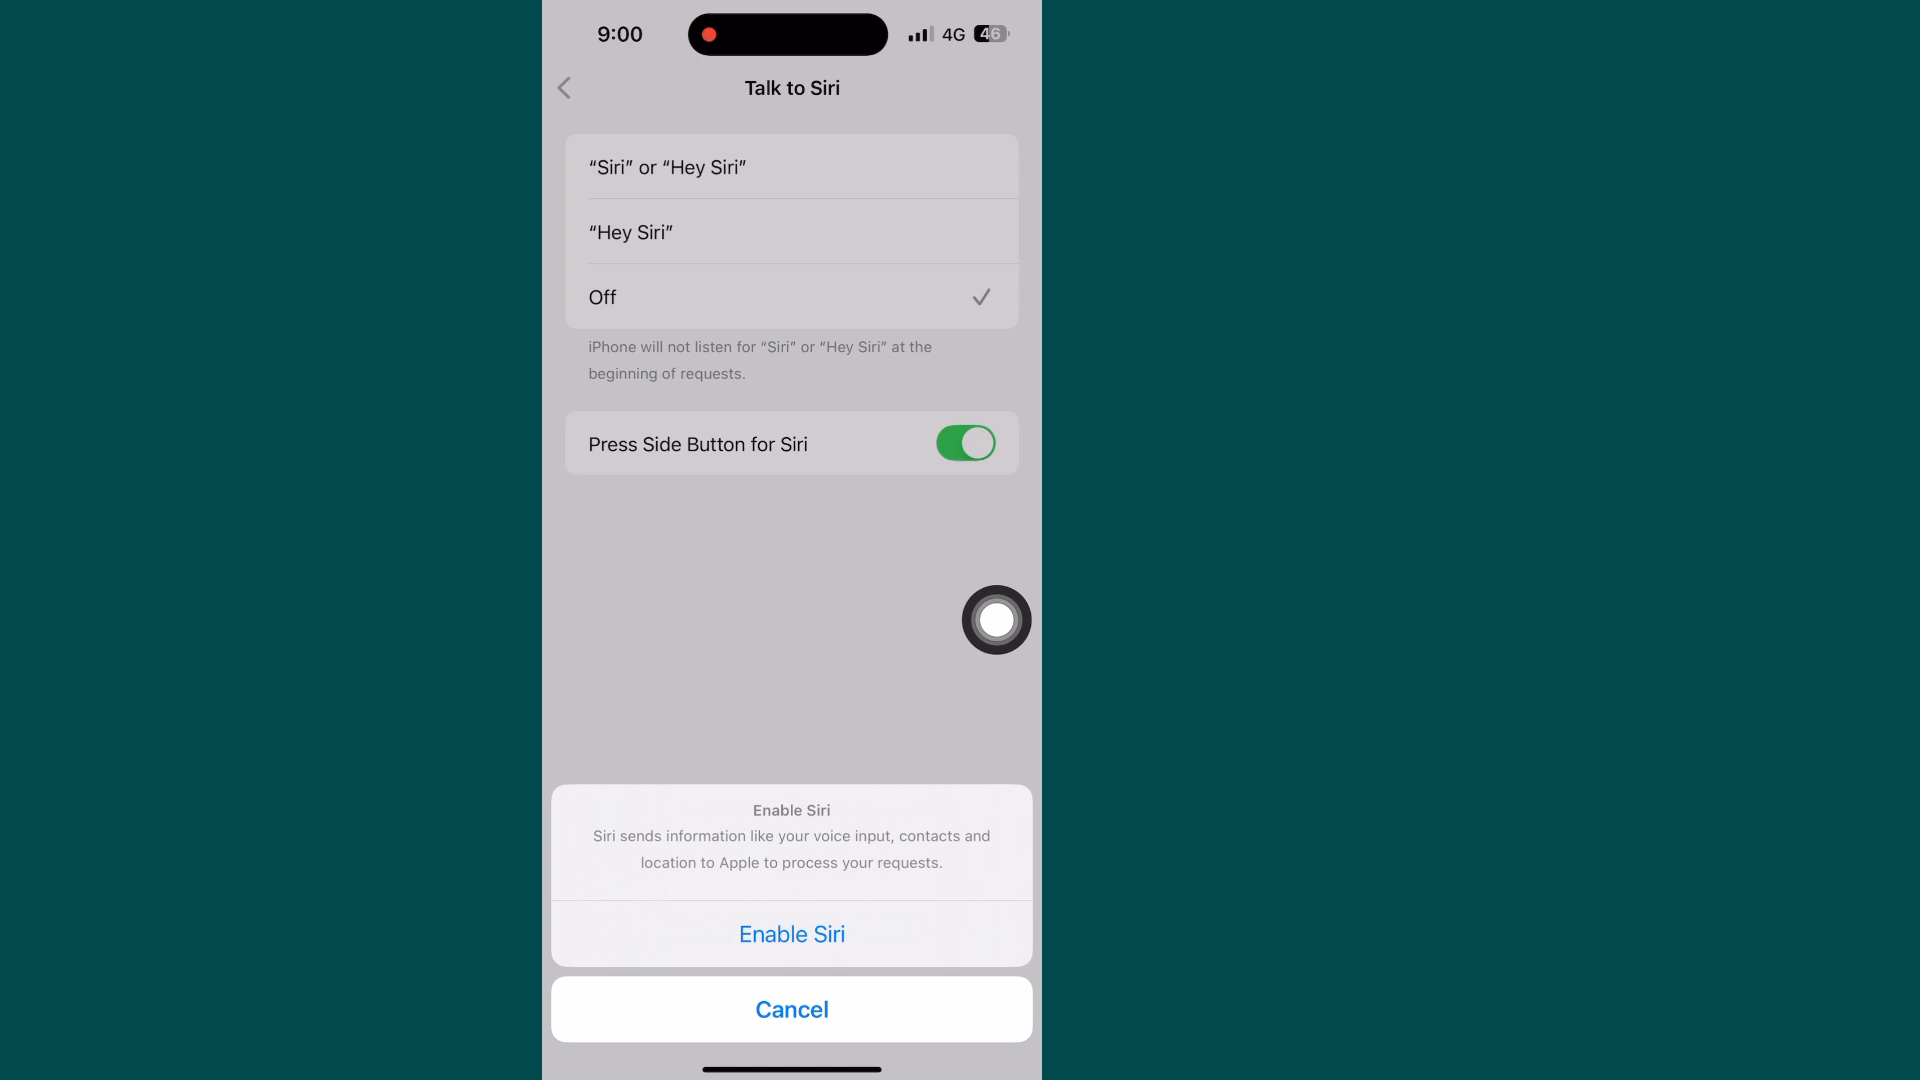 9:00
4G 46
Talk to Siri
“Siri” or “Hey Siri”
“Hey Siri”
Off
iPhone will not listen for “Siri” or “Hey Siri” at the
beginning of requests.
Press Side Button for Siri
Enable Siri
Siri sends information like your voice input, contacts and
location to Apple to process your requests.
Enable Siri
Cancel